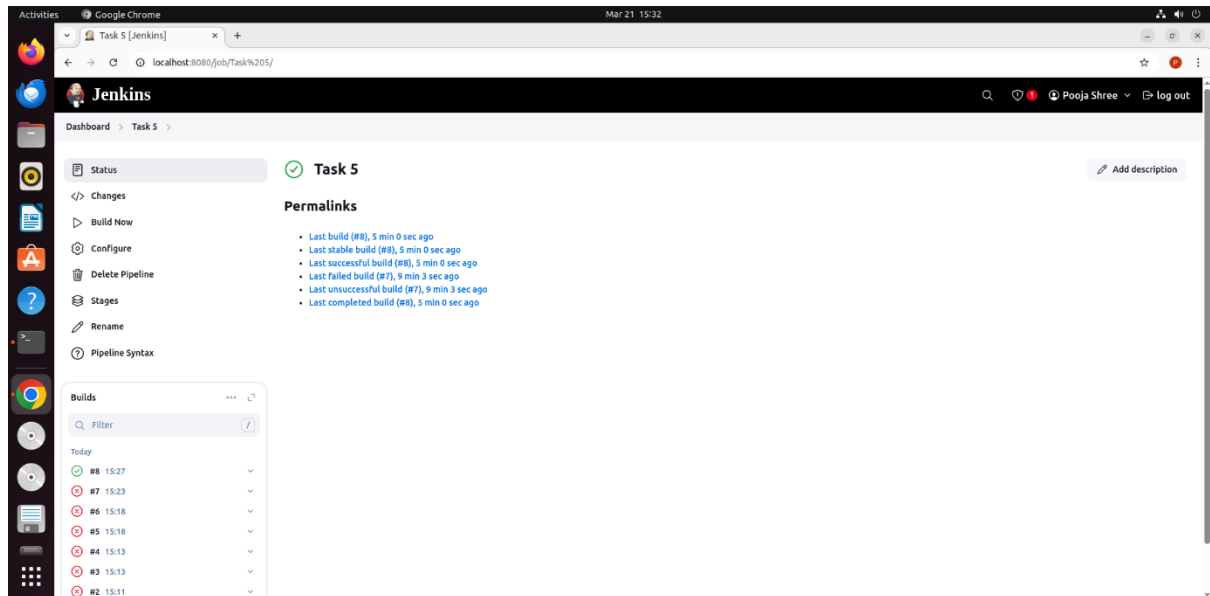 Activities Google Chrome Mar 21 15:32
Task 5 [Jenkins] × +
localhost:8080/job/Task%205/ P
Jenkins 1 Pooja Shree log out
Dashboard > Task 5 >
Status
Changes
Build Now
Configure
Delete Pipeline
Stages
Rename
Pipeline Syntax
Task 5 Add description
Permalinks
• Last build (#8), 5 min 0 sec ago
• Last stable build (#8), 5 min 0 sec ago
• Last successful build (#8), 5 min 0 sec ago
• Last failed build (#7), 9 min 3 sec ago
• Last unsuccessful build (#7), 9 min 3 sec ago
• Last completed build (#8), 5 min 0 sec ago
Builds
Filter /
Today
#8 15:27
#7 15:23
#6 15:18
#5 15:18
#4 15:13
#3 15:13
#2 15:11